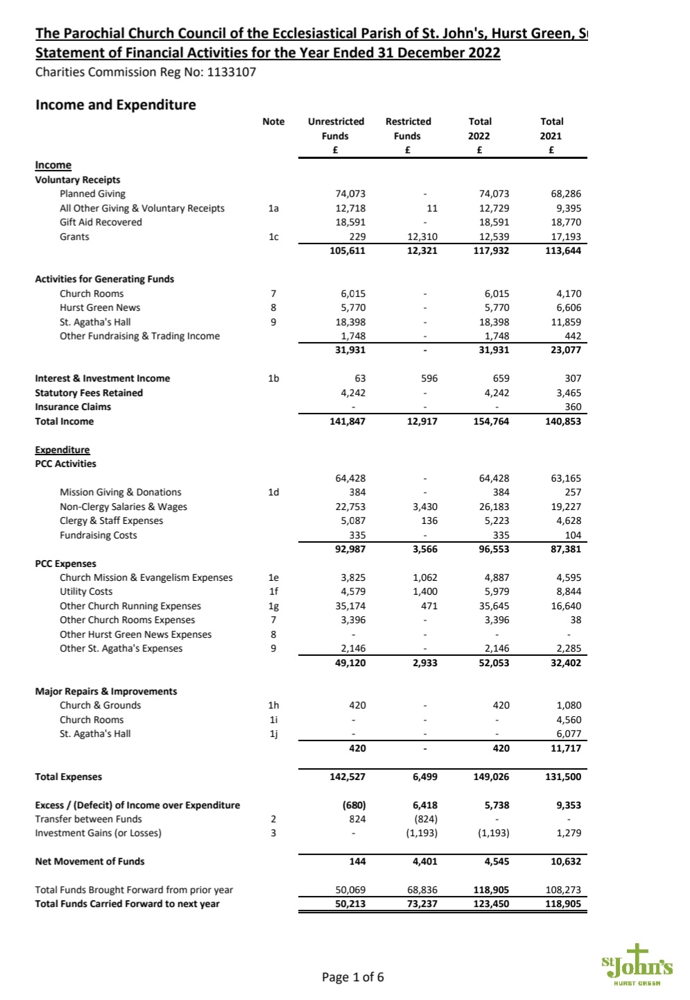 The Parochial Church Council of the Ecclesiastical Parish of St. John's, Hurst Green,
Statement of Financial Activities for the Year Ended 31 December 2022
Charities Commission Reg No: 1133107
Income and Expenditure
Note Unrestricted Restricted Total Total
Funds Funds 2022 2021
£ £ £ £
Income
Voluntary Receipts
Planned Giving 74,073 - 74,073 68,286
All Other Giving & Voluntary Receipts 1a 12,718 11 12,729 9,395
Gift Aid Recovered 18,591 - 18,591 18,770
Grants 1c 229 12,310 12,539 17,193
105,611 12,321 117,932 113,644
Activities for Generating Funds
Church Rooms 7 6,015 - 6,015 4,170
Hurst Green News 8 5,770 - 5,770 6,606
St. Agatha's Hall 9 18,398 - 18,398 11,859
Other Fundraising & Trading Income 1,748 - 1,748 442
31,931 - 31,931 23,077
Interest & Investment Income 1b 63 596 659 307
Statutory Fees Retained 4,242 - 4,242 3,465
Insurance Claims - - - 360
Total Income 141,847 12,917 154,764 140,853
Expenditure
PCC Activities
64,428 - 64,428 63,165
Mission Giving & Donations 1d 384 - 384 257
Non-Clergy Salaries & Wages 22,753 3,430 26,183 19,227
Clergy & Staff Expenses 5,087 136 5,223 4,628
Fundraising Costs 335 - 335 104
92,987 3,566 96,553 87,381
PCC Expenses
Church Mission & Evangelism Expenses 1e 3,825 1,062 4,887 4,595
Utility Costs 1f 4,579 1,400 5,979 8,844
Other Church Running Expenses 1g 35,174 471 35,645 16,640
Other Church Rooms Expenses 7 3,396 - 3,396 38
Other Hurst Green News Expenses 8 - - - -
Other St. Agatha's Expenses 9 2,146 - 2,146 2,285
49,120 2,933 52,053 32,402
Major Repairs & Improvements
Church & Grounds 1h 420 - 420 1,080
Church Rooms 1i - - - 4,560
St. Agatha's Hall 1j - - - 6,077
420 - 420 11,717
Total Expenses 142,527 6,499 149,026 131,500
Excess / (Defecit) of Income over Expenditure (680) 6,418 5,738 9,353
Transfer between Funds 2 824 (824) - -
Investment Gains (or Losses) 3 - (1,193) (1,193) 1,279
Net Movement of Funds 144 4,401 4,545 10,632
Total Funds Brought Forward from prior year 50,069 68,836 118,905 108,273
Total Funds Carried Forward to next year 50,213 73,237 123,450 118,905
St John's
HURST GREEN
Page 1 of 6